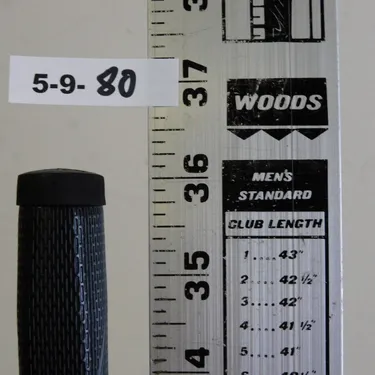 5-9-80
37
36
35
WOODS
MEN'S
STANDARD
CLUB LENGTH
1 .... 43"
2 .... 42 1/2"
3 .... 42"
4 .... 41 1/2"
5 .... 41"